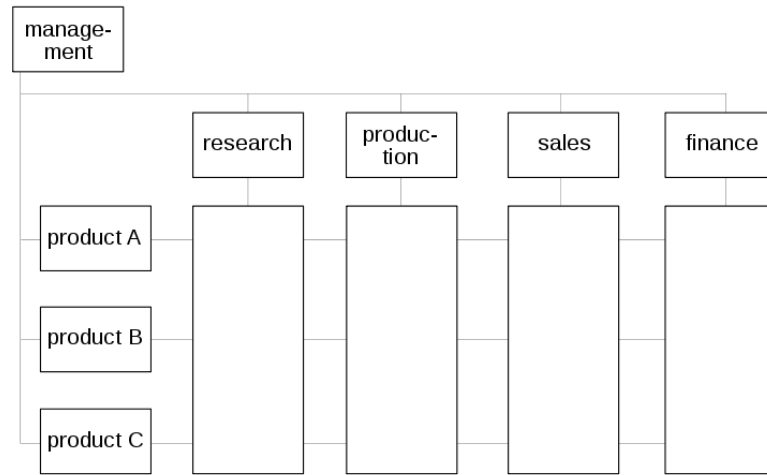 manage-
ment
research
produc-
tion
sales
finance
product A
product B
product C